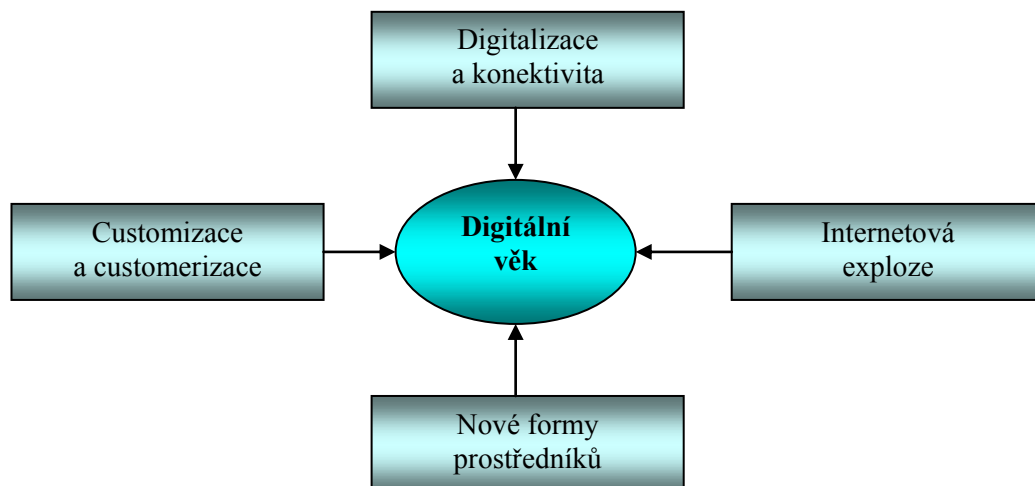 Digitalizace
a konektivita
Customizace
a customerizace
Digitální
věk
Internetová
exploze
Nové formy
prostředníků